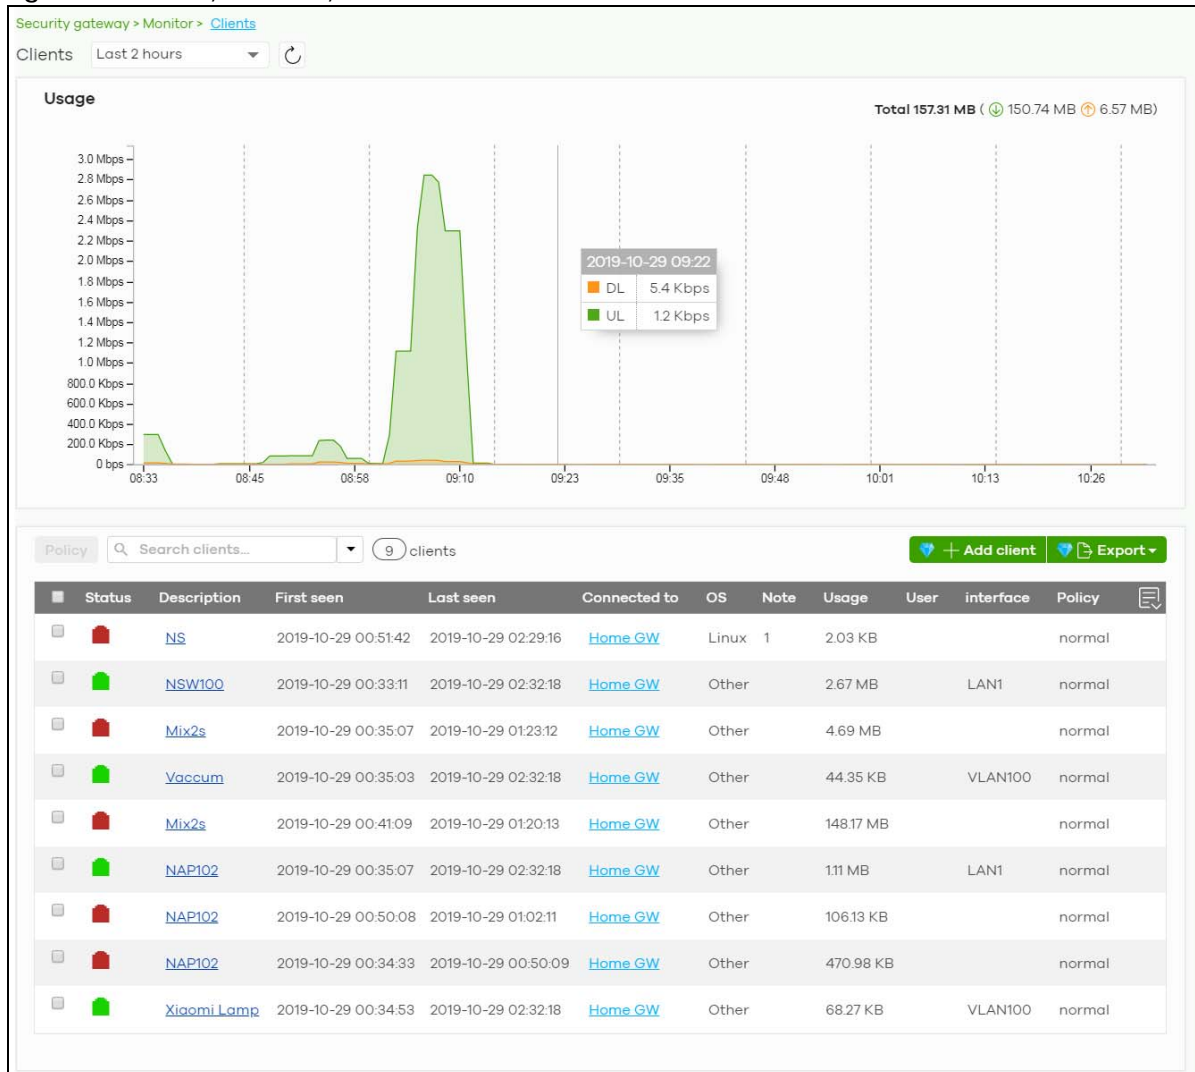 Security gateway > Monitor > Clients
Clients Last 2 hours
Usage
Total 157.31 MB ( 150.74 MB 6.57 MB)
3.0 Mbps
2.8 Mbps
2.6 Mbps
2.4 Mbps
2.2 Mbps
2.0 Mbps
1.8 Mbps
1.6 Mbps
1.4 Mbps
1.2 Mbps
1.0 Mbps
800.0 Kbps
600.0 Kbps
400.0 Kbps
200.0 Kbps
0 bps
2019-10-29 09:22
DL 5.4 Kbps
UL 1.2 Kbps
08:33 08:45 08:58 09:10 09:23 09:35 09:48 10:01 10:13 10:26
Policy Search clients... 9 clients + Add client Export
Status Description First seen Last seen Connected to OS Note Usage User interface Policy
NS 2019-10-29 00:51:42 2019-10-29 02:29:16 Home GW Linux 1 2.03 KB normal
NSW100 2019-10-29 00:33:11 2019-10-29 02:32:18 Home GW Other 2.67 MB LAN1 normal
Mix2s 2019-10-29 00:35:07 2019-10-29 01:23:12 Home GW Other 4.69 MB normal
Vaccum 2019-10-29 00:35:03 2019-10-29 02:32:18 Home GW Other 44.35 KB VLAN100 normal
Mix2s 2019-10-29 00:41:09 2019-10-29 01:20:13 Home GW Other 148.17 MB normal
NAP102 2019-10-29 00:35:07 2019-10-29 02:32:18 Home GW Other 1.11 MB LAN1 normal
NAP102 2019-10-29 00:50:08 2019-10-29 01:02:11 Home GW Other 106.13 KB normal
NAP102 2019-10-29 00:34:33 2019-10-29 00:50:09 Home GW Other 470.98 KB normal
Xiaomi Lamp 2019-10-29 00:34:53 2019-10-29 02:32:18 Home GW Other 68.27 KB VLAN100 normal